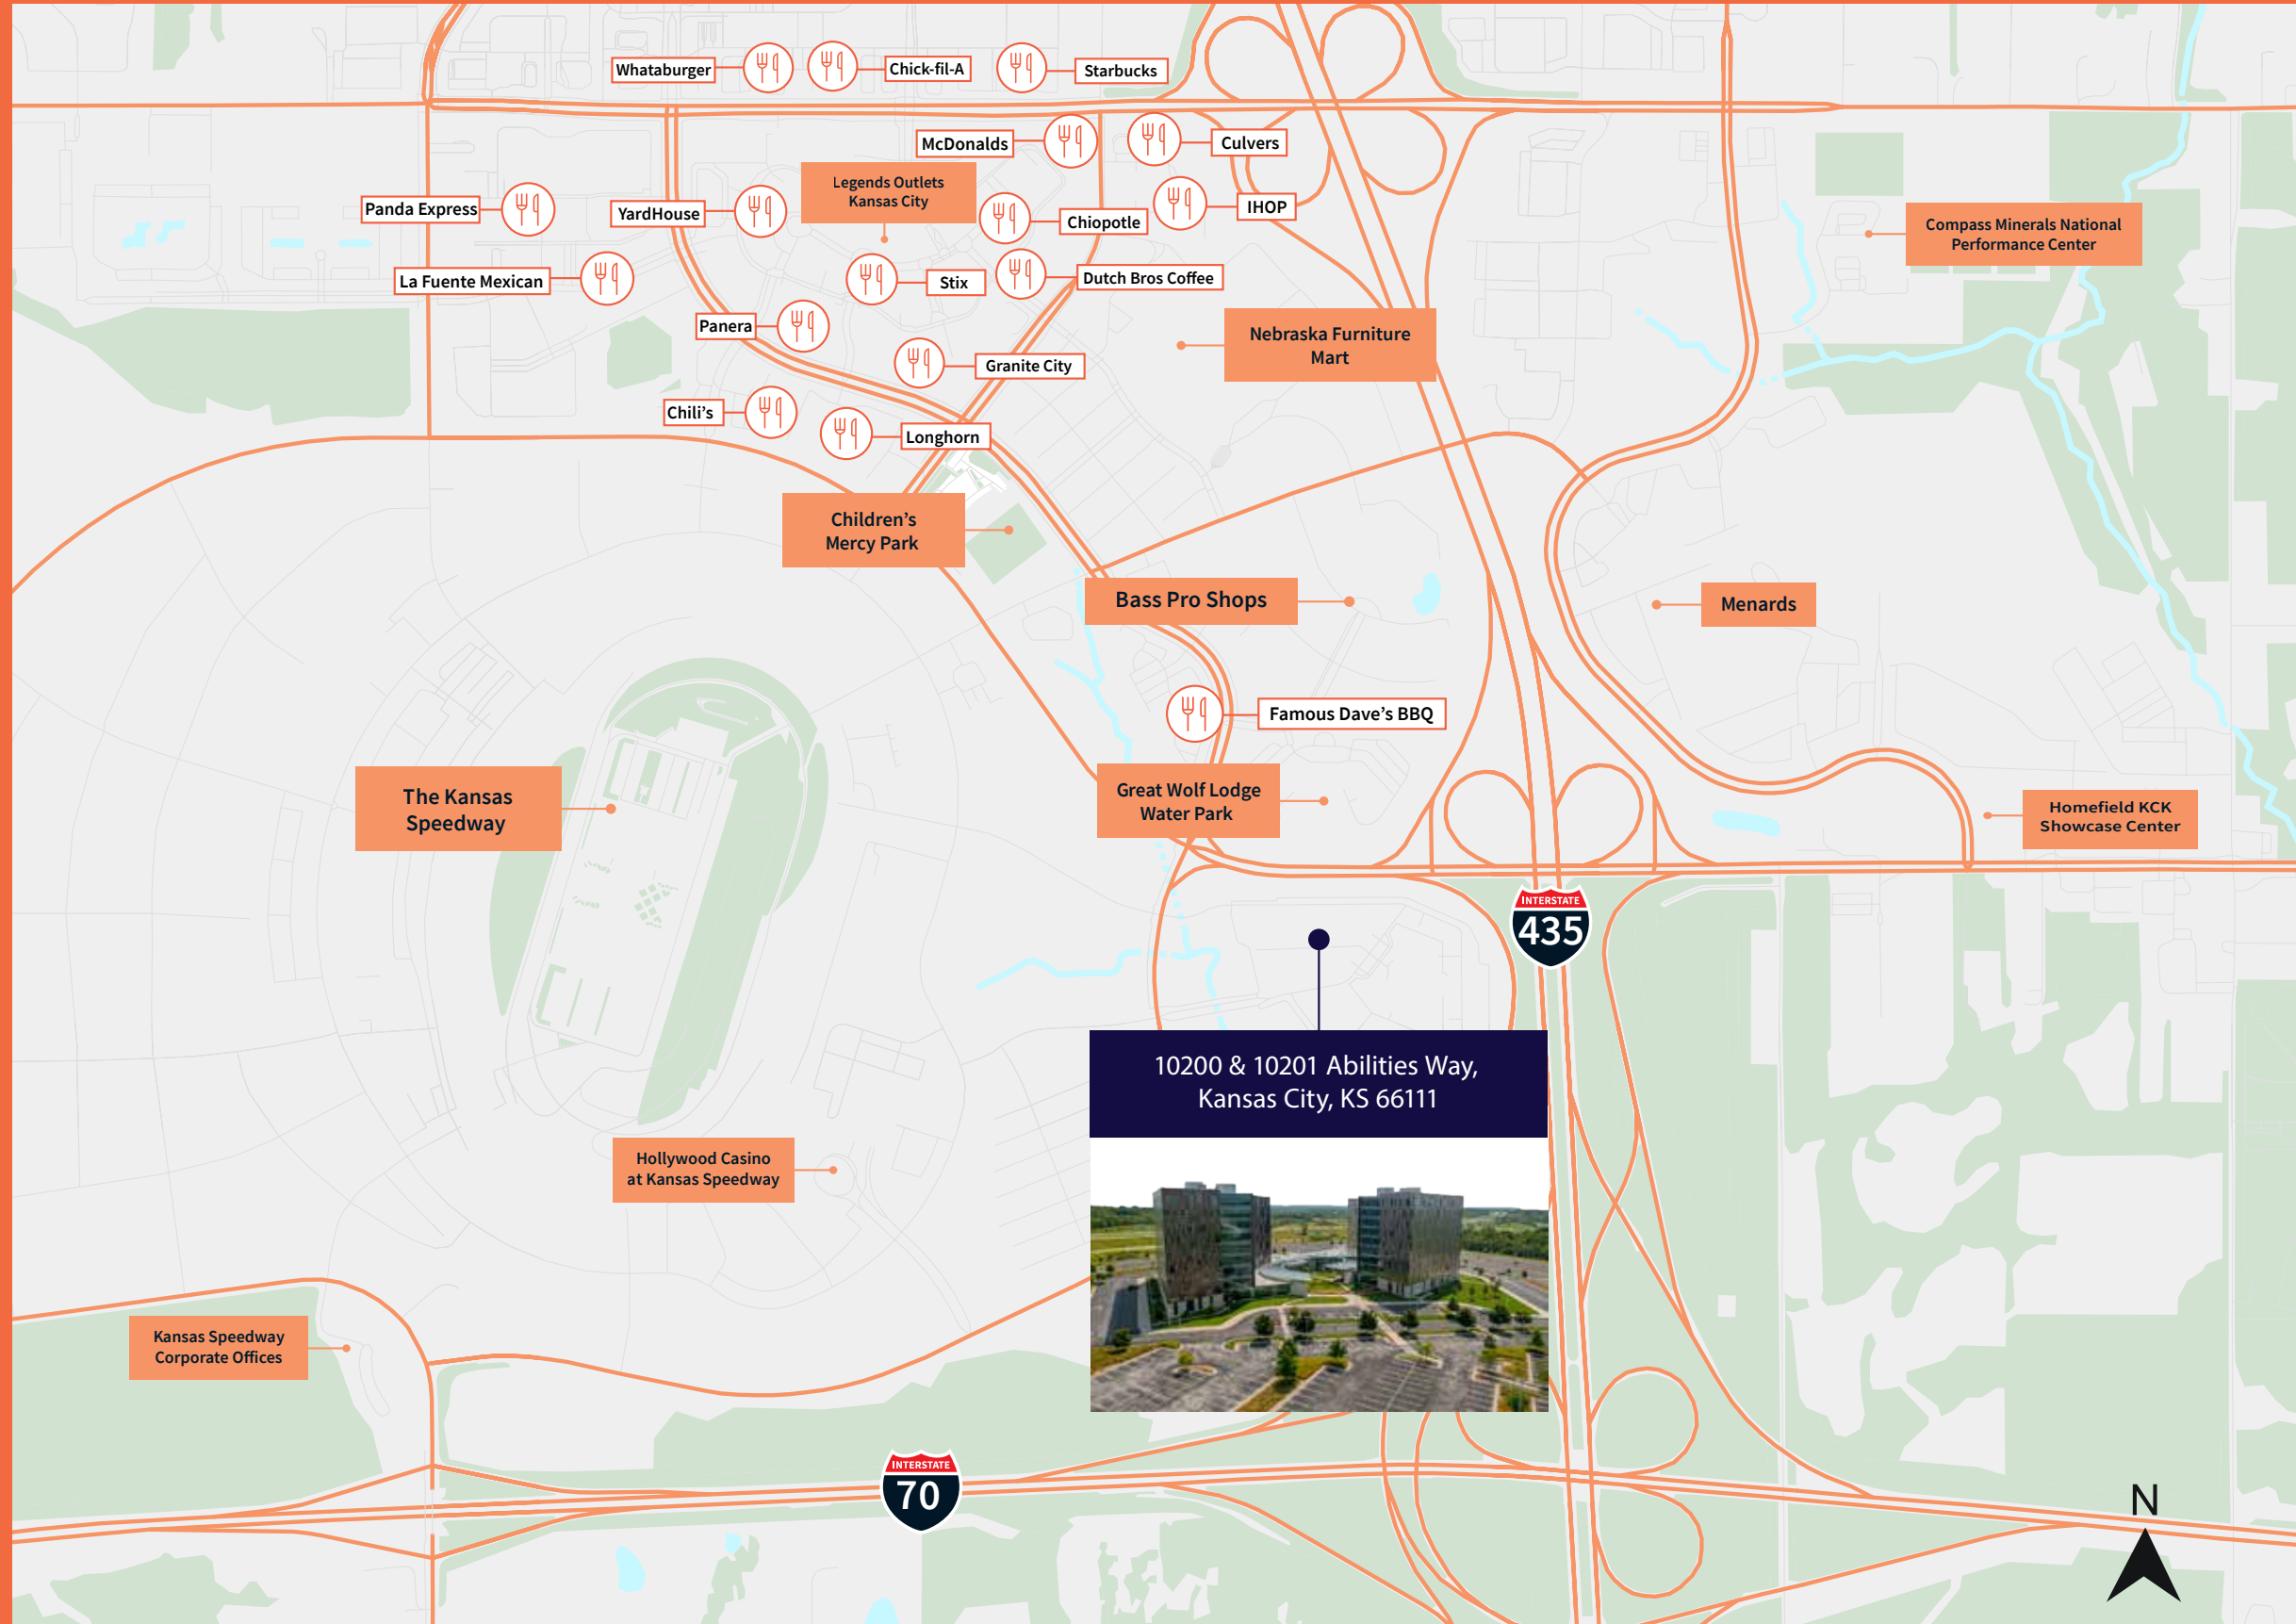 Whataburger
Chick-fil-A
Starbucks
McDonalds
Culvers
Legends Outlets
Kansas City
Panda Express
YardHouse
Chiopotle
IHOP
Compass Minerals National
Performance Center
La Fuente Mexican
Stix
Dutch Bros Coffee
Panera
Nebraska Furniture
Mart
Granite City
Chili's
Longhorn
Children's
Mercy Park
Bass Pro Shops
Menards
Famous Dave's BBQ
The Kansas
Speedway
Great Wolf Lodge
Water Park
Homefield KCK
Showcase Center
INTERSTATE
435
10200 & 10201 Abilities Way,
Kansas City, KS 66111
Hollywood Casino
at Kansas Speedway
Kansas Speedway
Corporate Offices
INTERSTATE
70
N